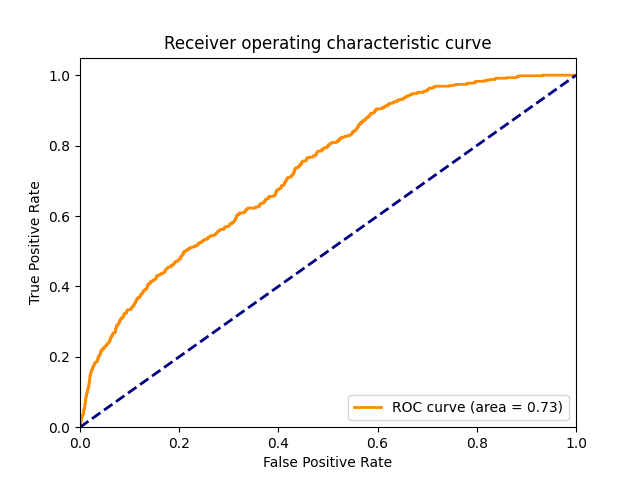 Receiver operating characteristic curve
True Positive Rate
1.0
0.8
0.6
0.4
0.2
0.0
0.0 0.2 0.4 0.6 0.8 1.0
False Positive Rate
ROC curve (area = 0.73)